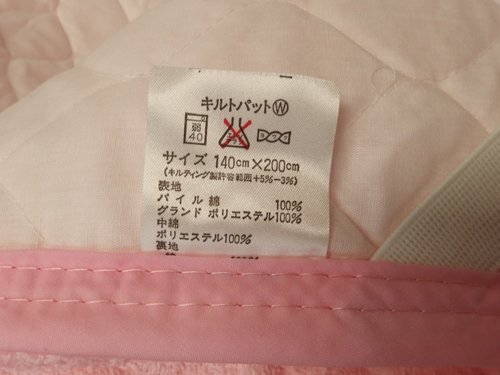 キルトパットⓌ
弱
40
サイズ 140cm×200cm
(キルティング製許容範囲+5%−3%)
表地
パイル 綿 100%
グランド ポリエステル100%
中綿
ポリエステル100%
裏地